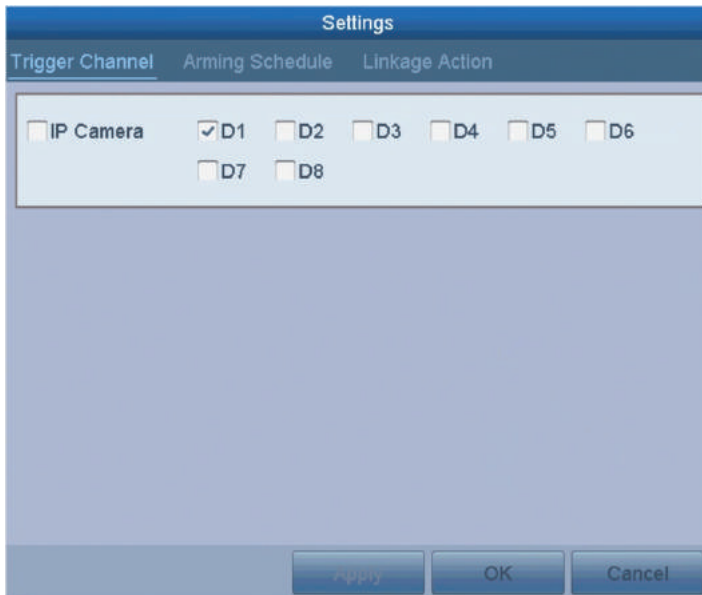 Settings
Trigger Channel Arming Schedule Linkage Action
IP Camera D1 D2 D3 D4 D5 D6
D7 D8
Apply OK Cancel